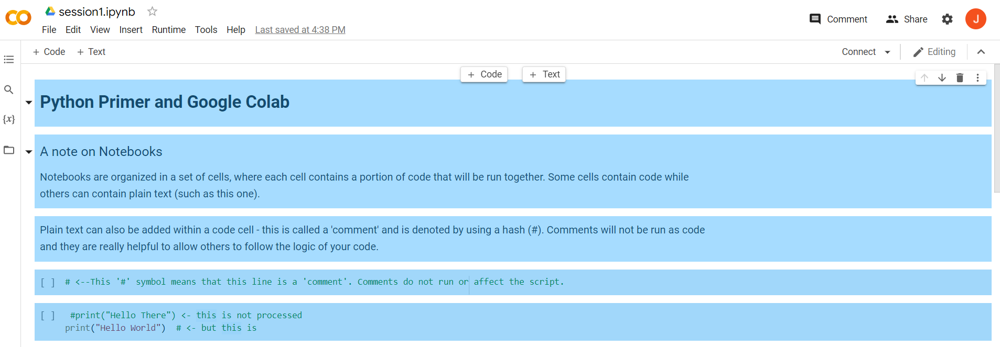 session1.ipynb
File Edit View Insert Runtime Tools Help Last saved at 4:38 PM
Comment Share J
+ Code + Text
Connect Editing
+ Code + Text
{x}
Python Primer and Google Colab
A note on Notebooks
Notebooks are organized in a set of cells, where each cell contains a portion of code that will be run together. Some cells contain code while
others can contain plain text (such as this one).
Plain text can also be added within a code cell - this is called a 'comment' and is denoted by using a hash (#). Comments will not be run as code
and they are really helpful to allow others to follow the logic of your code.
[ ] # <--This '#' symbol means that this line is a 'comment'. Comments do not run or affect the script.
[ ] #print("Hello There") <- this is not processed
print("Hello World")  # <- but this is